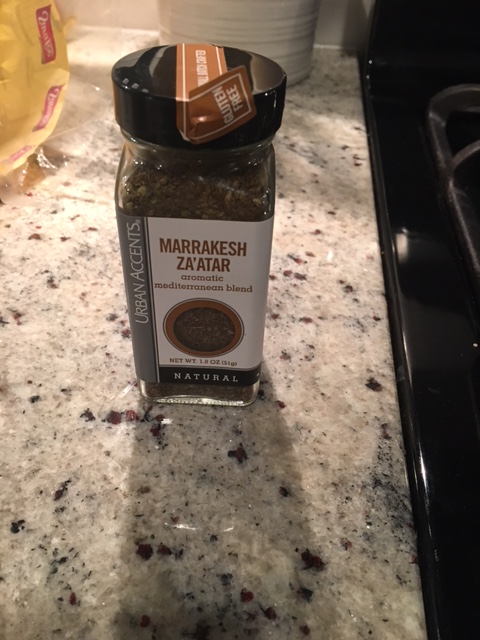 GLUTEN
FREE
URBAN ACCENTS
MARRAKESH
ZA'ATAR
aromatic
mediterranean blend
NET WT. 1.8 OZ (51g)
NATURAL